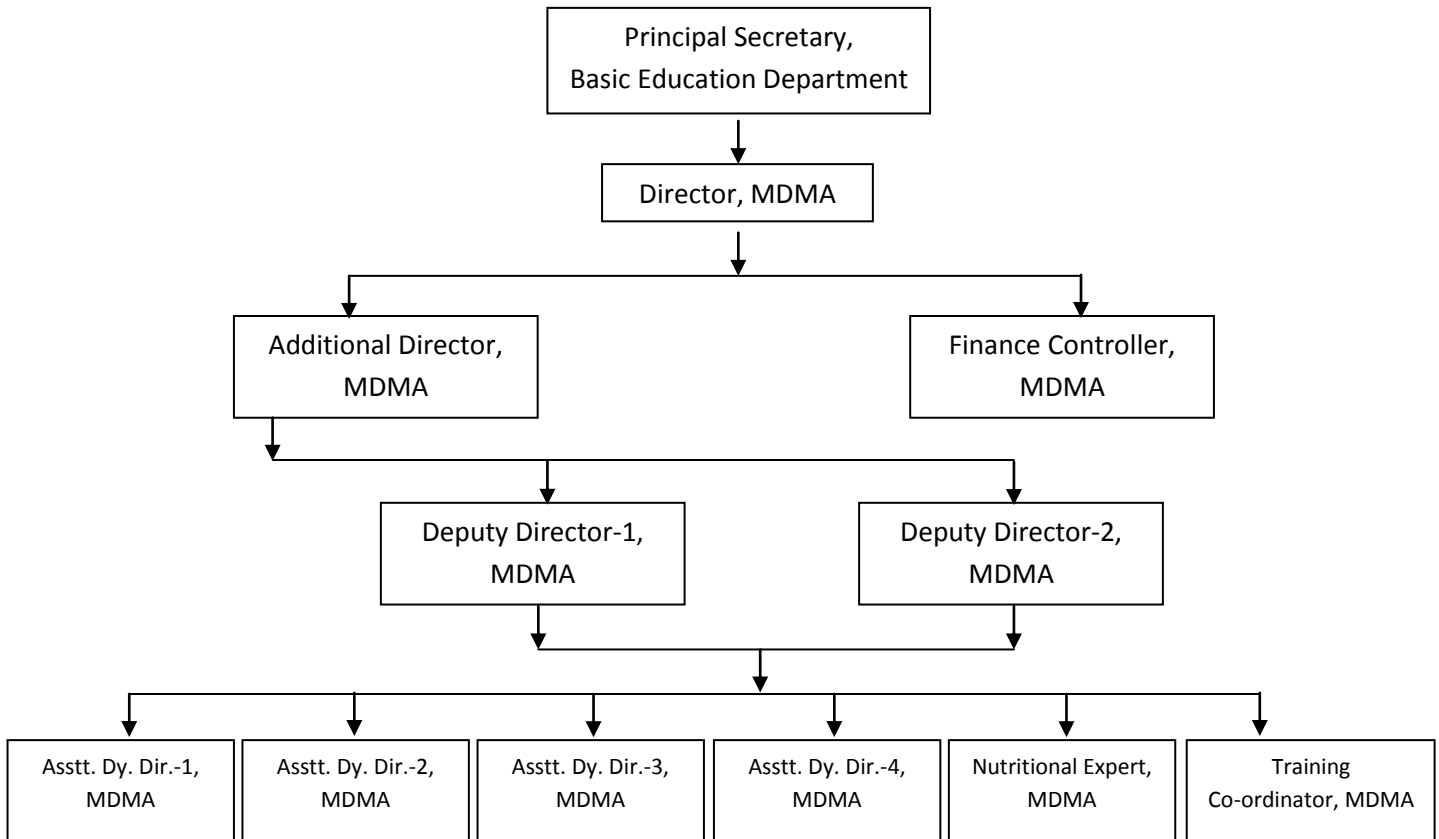 Principal Secretary,
Basic Education Department
Director, MDMA
Additional Director,
MDMA
Finance Controller,
MDMA
Deputy Director-1,
MDMA
Deputy Director-2,
MDMA
Asstt. Dy. Dir.-1,
MDMA
Asstt. Dy. Dir.-2,
MDMA
Asstt. Dy. Dir.-3,
MDMA
Asstt. Dy. Dir.-4,
MDMA
Nutritional Expert,
MDMA
Training
Co-ordinator, MDMA